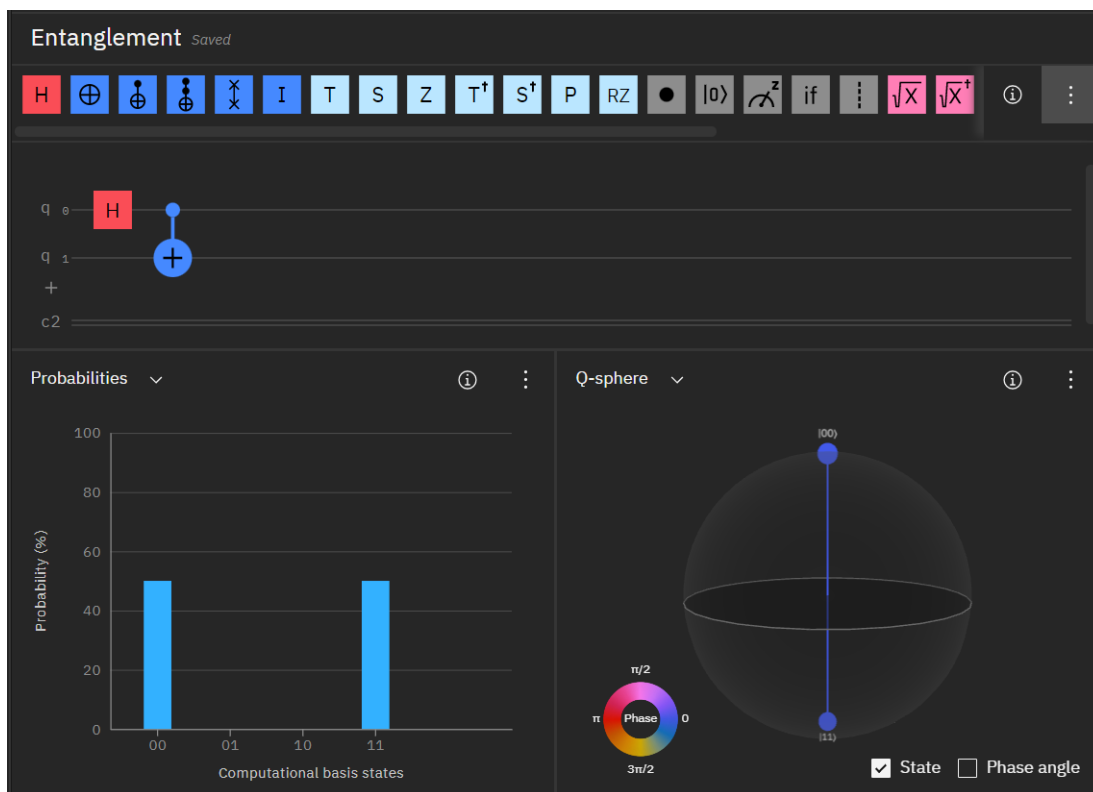 Entanglement Saved
H T S Z T† S† P RZ |0⟩ z if √X √X†
I
q 0 H
q 1
+
c2
Probabilities
Probability (%)
100
80
60
40
20
0
00 01 10 11
Computational basis states
Q-sphere
|00⟩
|11⟩
π/2
π Phase 0
3π/2
State Phase angle